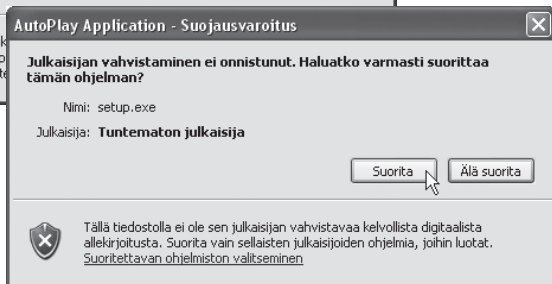 AutoPlay Application - Suojausvaroitus
Julkaisijan vahvistaminen ei onnistunut. Haluatko varmasti suorittaa
tämän ohjelman?
Nimi: setup.exe
Julkaisija: Tuntematon julkaisija
Suorita Älä suorita
Tällä tiedostolla ei ole sen julkaisijan vahvistavaa kelvollista digitaalista
allekirjoitusta. Suorita vain sellaisten julkaisijoiden ohjelmia, joihin luotat.
Suoritettavan ohjelmiston valitseminen